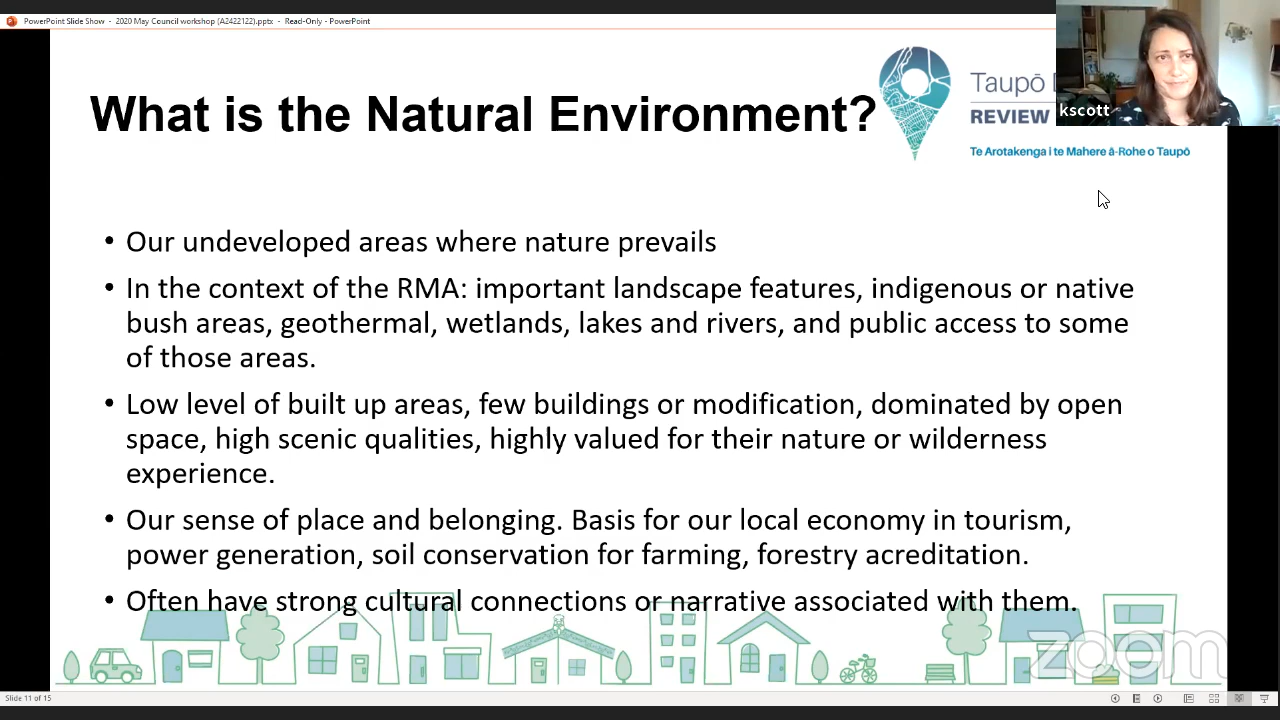 PowerPoint Slide Show - 2020 May Council workshop (A2422122).pptx - Read-Only - PowerPoint
What is the Natural Environment?
Taupō
REVIEW
Te Arotakenga i te Mahere ā-Rohe o Taupō
kscott
• Our undeveloped areas where nature prevails
• In the context of the RMA: important landscape features, indigenous or native
bush areas, geothermal, wetlands, lakes and rivers, and public access to some
of those areas.
• Low level of built up areas, few buildings or modification, dominated by open
space, high scenic qualities, highly valued for their nature or wilderness
experience.
• Our sense of place and belonging. Basis for our local economy in tourism,
power generation, soil conservation for farming, forestry acreditation.
• Often have strong cultural connections or narrative associated with them.
zoom
Slide 11 of 15